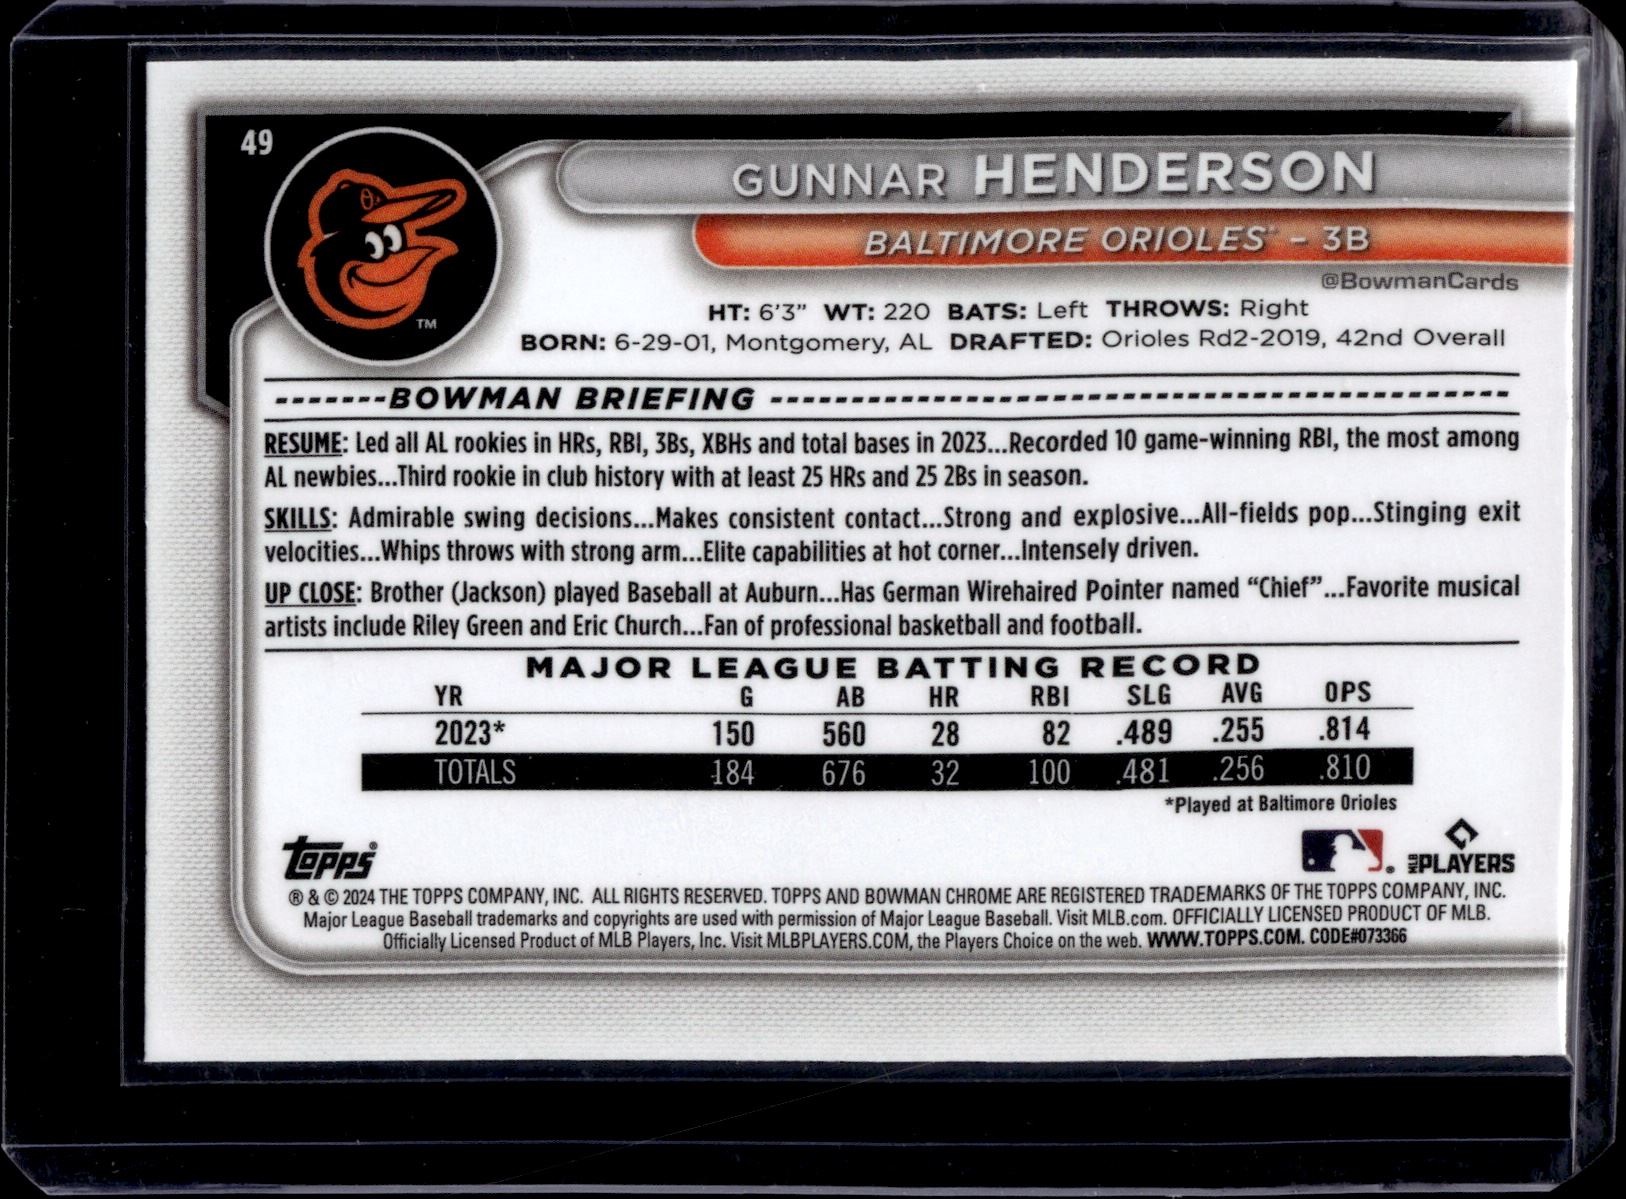 49
GUNNAR HENDERSON
BALTIMORE ORIOLES™ - 3B
@BowmanCards
HT: 6'3" WT: 220 BATS: Left THROWS: Right
BORN: 6-29-01, Montgomery, AL DRAFTED: Orioles Rd2-2019, 42nd Overall
-------BOWMAN BRIEFING ----------------------------------------------
RESUME: Led all AL rookies in HRs, RBI, 3Bs, XBHs and total bases in 2023...Recorded 10 game-winning RBI, the most among
AL newbies...Third rookie in club history with at least 25 HRs and 25 2Bs in season.
SKILLS: Admirable swing decisions...Makes consistent contact...Strong and explosive...All-fields pop...Stinging exit
velocities...Whips throws with strong arm...Elite capabilities at hot corner...Intensely driven.
UP CLOSE: Brother (Jackson) played Baseball at Auburn...Has German Wirehaired Pointer named “Chief”...Favorite musical
artists include Riley Green and Eric Church...Fan of professional basketball and football.
MAJOR LEAGUE BATTING RECORD
YR G AB HR RBI SLG AVG OPS
2023* 150 560 28 82 .489 .255 .814
TOTALS 184 676 32 100 .481 .256 .810
*Played at Baltimore Orioles
TM
topps®
MLB PLAYERS
® & © 2024 THE TOPPS COMPANY, INC. ALL RIGHTS RESERVED. TOPPS AND BOWMAN CHROME ARE REGISTERED TRADEMARKS OF THE TOPPS COMPANY, INC.
Major League Baseball trademarks and copyrights are used with permission of Major League Baseball. Visit MLB.com. OFFICIALLY LICENSED PRODUCT OF MLB.
Officially Licensed Product of MLB Players, Inc. Visit MLBPLAYERS.COM, the Players Choice on the web. WWW.TOPPS.COM. CODE#073366